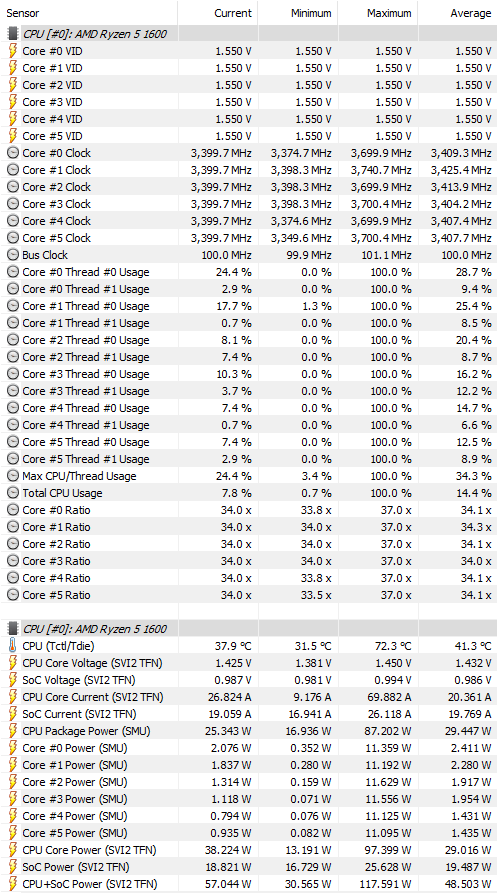 Sensor Current Minimum Maximum Average
CPU [#0]: AMD Ryzen 5 1600
Core #0 VID 1.550 V 1.550 V 1.550 V 1.550 V
Core #1 VID 1.550 V 1.550 V 1.550 V 1.550 V
Core #2 VID 1.550 V 1.550 V 1.550 V 1.550 V
Core #3 VID 1.550 V 1.550 V 1.550 V 1.550 V
Core #4 VID 1.550 V 1.550 V 1.550 V 1.550 V
Core #5 VID 1.550 V 1.550 V 1.550 V 1.550 V
Core #0 Clock 3,399.7 MHz 3,374.7 MHz 3,699.9 MHz 3,409.3 MHz
Core #1 Clock 3,399.7 MHz 3,398.3 MHz 3,740.7 MHz 3,425.4 MHz
Core #2 Clock 3,399.7 MHz 3,398.3 MHz 3,699.9 MHz 3,413.9 MHz
Core #3 Clock 3,399.7 MHz 3,398.3 MHz 3,700.4 MHz 3,404.2 MHz
Core #4 Clock 3,399.7 MHz 3,374.6 MHz 3,699.9 MHz 3,407.4 MHz
Core #5 Clock 3,399.7 MHz 3,349.6 MHz 3,700.4 MHz 3,407.7 MHz
Bus Clock 100.0 MHz 99.9 MHz 101.1 MHz 100.0 MHz
Core #0 Thread #0 Usage 24.4 % 0.0 % 100.0 % 28.7 %
Core #0 Thread #1 Usage 2.9 % 0.0 % 100.0 % 9.4 %
Core #1 Thread #0 Usage 17.7 % 1.3 % 100.0 % 25.4 %
Core #1 Thread #1 Usage 0.7 % 0.0 % 100.0 % 8.5 %
Core #2 Thread #0 Usage 8.1 % 0.0 % 100.0 % 20.4 %
Core #2 Thread #1 Usage 7.4 % 0.0 % 100.0 % 8.7 %
Core #3 Thread #0 Usage 10.3 % 0.0 % 100.0 % 16.2 %
Core #3 Thread #1 Usage 3.7 % 0.0 % 100.0 % 12.2 %
Core #4 Thread #0 Usage 7.4 % 0.0 % 100.0 % 14.7 %
Core #4 Thread #1 Usage 0.7 % 0.0 % 100.0 % 6.6 %
Core #5 Thread #0 Usage 7.4 % 0.0 % 100.0 % 12.5 %
Core #5 Thread #1 Usage 2.9 % 0.0 % 100.0 % 8.9 %
Max CPU/Thread Usage 24.4 % 3.4 % 100.0 % 34.3 %
Total CPU Usage 7.8 % 0.7 % 100.0 % 14.4 %
Core #0 Ratio 34.0 x 33.8 x 37.0 x 34.1 x
Core #1 Ratio 34.0 x 34.0 x 37.0 x 34.3 x
Core #2 Ratio 34.0 x 34.0 x 37.0 x 34.1 x
Core #3 Ratio 34.0 x 34.0 x 37.0 x 34.1 x
Core #4 Ratio 34.0 x 33.8 x 37.0 x 34.1 x
Core #5 Ratio 34.0 x 33.5 x 37.0 x 34.1 x
CPU [#0]: AMD Ryzen 5 1600
CPU (Tctl/Tdie) 37.9 °C 31.5 °C 72.3 °C 41.3 °C
CPU Core Voltage (SVI2 TFN) 1.425 V 1.381 V 1.450 V 1.432 V
SoC Voltage (SVI2 TFN) 0.987 V 0.981 V 0.994 V 0.986 V
CPU Core Current (SVI2 TFN) 26.824 A 9.176 A 69.882 A 20.361 A
SoC Current (SVI2 TFN) 19.059 A 16.941 A 26.118 A 19.769 A
CPU Package Power (SMU) 25.343 W 16.936 W 87.202 W 29.447 W
Core #0 Power (SMU) 2.076 W 0.352 W 11.359 W 2.411 W
Core #1 Power (SMU) 1.837 W 0.280 W 11.192 W 2.280 W
Core #2 Power (SMU) 1.314 W 0.159 W 11.629 W 1.917 W
Core #3 Power (SMU) 1.118 W 0.071 W 11.556 W 1.954 W
Core #4 Power (SMU) 0.794 W 0.076 W 11.125 W 1.431 W
Core #5 Power (SMU) 0.935 W 0.082 W 11.095 W 1.435 W
CPU Core Power (SVI2 TFN) 38.224 W 13.191 W 97.399 W 29.016 W
SoC Power (SVI2 TFN) 18.821 W 16.729 W 25.628 W 19.487 W
CPU+SoC Power (SVI2 TFN) 57.044 W 30.565 W 117.591 W 48.503 W